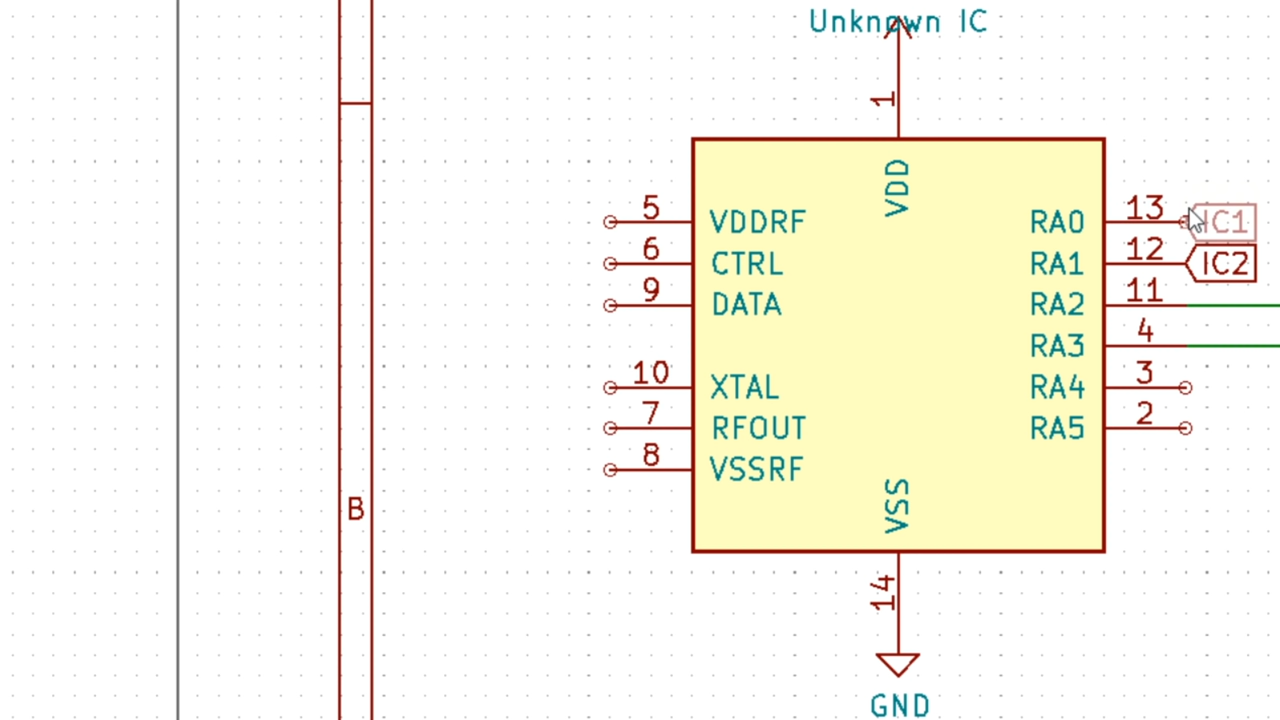 Unknown IC
1
VDD
5 VDDRF RA0 13 IC1
6 CTRL RA1 12 IC2
9 DATA RA2 11
RA3 4
10 XTAL RA4 3
7 RFOUT RA5 2
8 VSSRF
VSS
B
14
GND